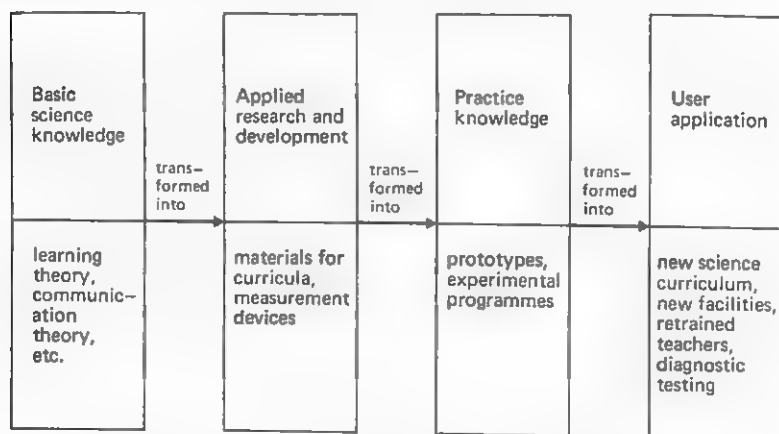 Basic
science
knowledge
trans–
formed
into
Applied
research and
development
trans–
formed
into
Practice
knowledge
trans–
formed
into
User
application
learning
theory,
communic–
ation
theory,
etc.
materials for
curricula,
measurement
devices
prototypes,
experimental
programmes
new science
curriculum,
new facilities,
retrained
teachers,
diagnostic
testing